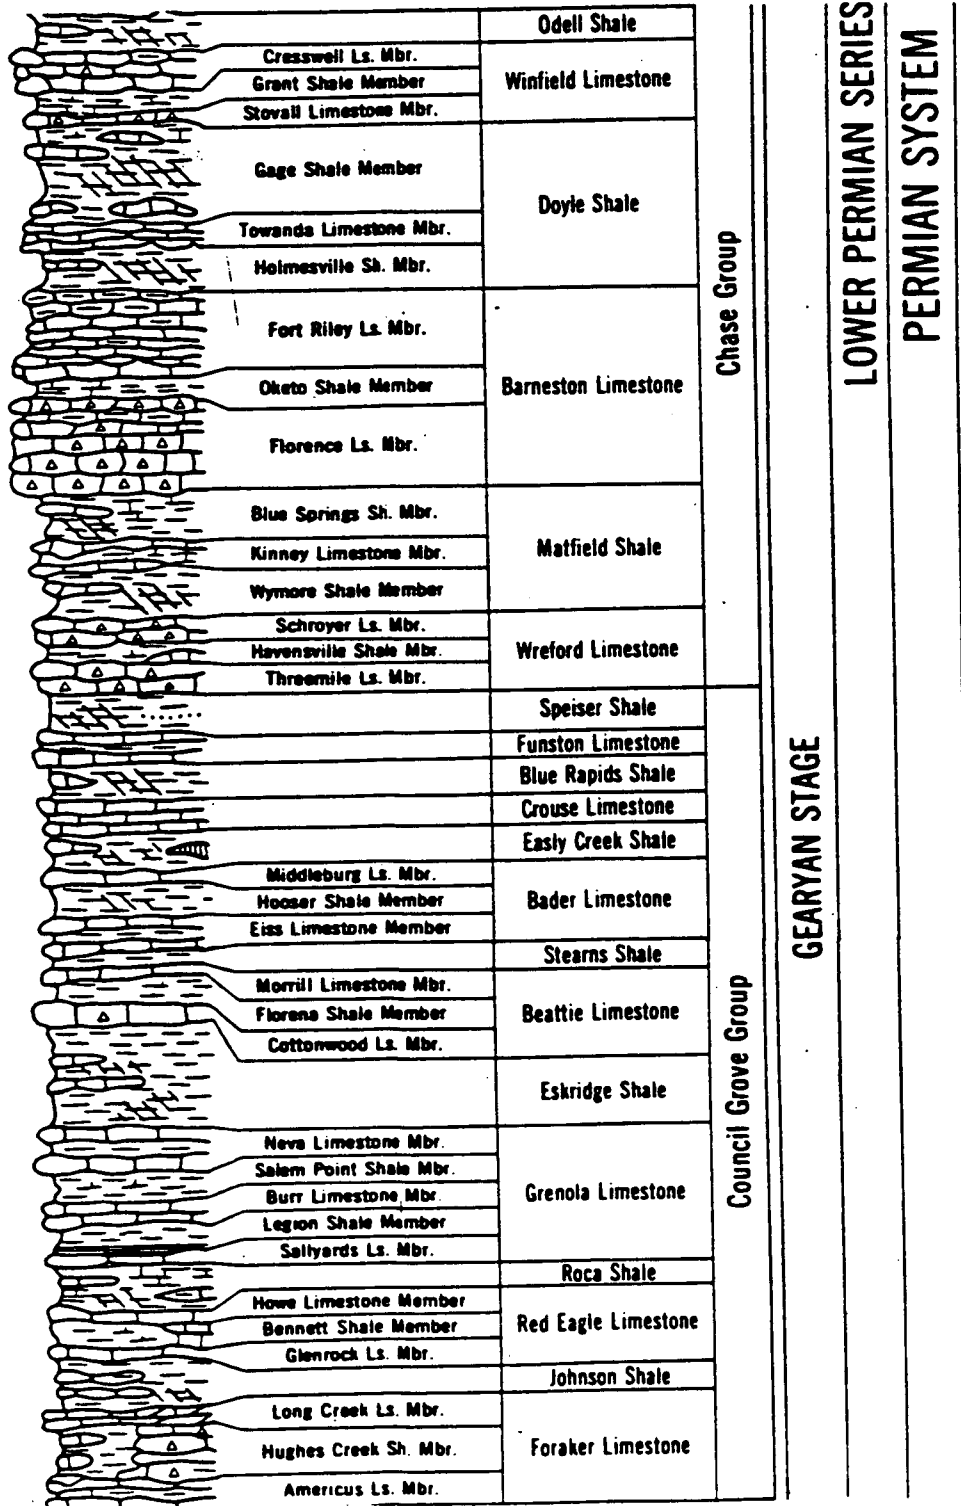 Odell Shale
Cresswell Ls. Mbr.
Grant Shale Member
Stovall Limestone Mbr.
Winfield Limestone
Gage Shale Member
Towanda Limestone Mbr.
Holmesville Sh. Mbr.
Doyle Shale
Fort Riley Ls. Mbr.
Oketo Shale Member
Florence Ls. Mbr.
Barneston Limestone
Blue Springs Sh. Mbr.
Kinney Limestone Mbr.
Wymore Shale Member
Matfield Shale
Schroyer Ls. Mbr.
Havensville Shale Mbr.
Threemile Ls. Mbr.
Wreford Limestone
Chase Group
Speiser Shale
Funston Limestone
Blue Rapids Shale
Crouse Limestone
Easly Creek Shale
Middleburg Ls. Mbr.
Hooser Shale Member
Eiss Limestone Member
Bader Limestone
Stearns Shale
Morrill Limestone Mbr.
Florena Shale Member
Cottonwood Ls. Mbr.
Beattie Limestone
Eskridge Shale
Neva Limestone Mbr.
Salem Point Shale Mbr.
Burr Limestone Mbr.
Legion Shale Member
Sallyards Ls. Mbr.
Grenola Limestone
Roca Shale
Howe Limestone Member
Bennett Shale Member
Glenrock Ls. Mbr.
Red Eagle Limestone
Johnson Shale
Long Creek Ls. Mbr.
Hughes Creek Sh. Mbr.
Americus Ls. Mbr.
Foraker Limestone
Council Grove Group
GEARYAN STAGE
LOWER PERMIAN SERIES
PERMIAN SYSTEM